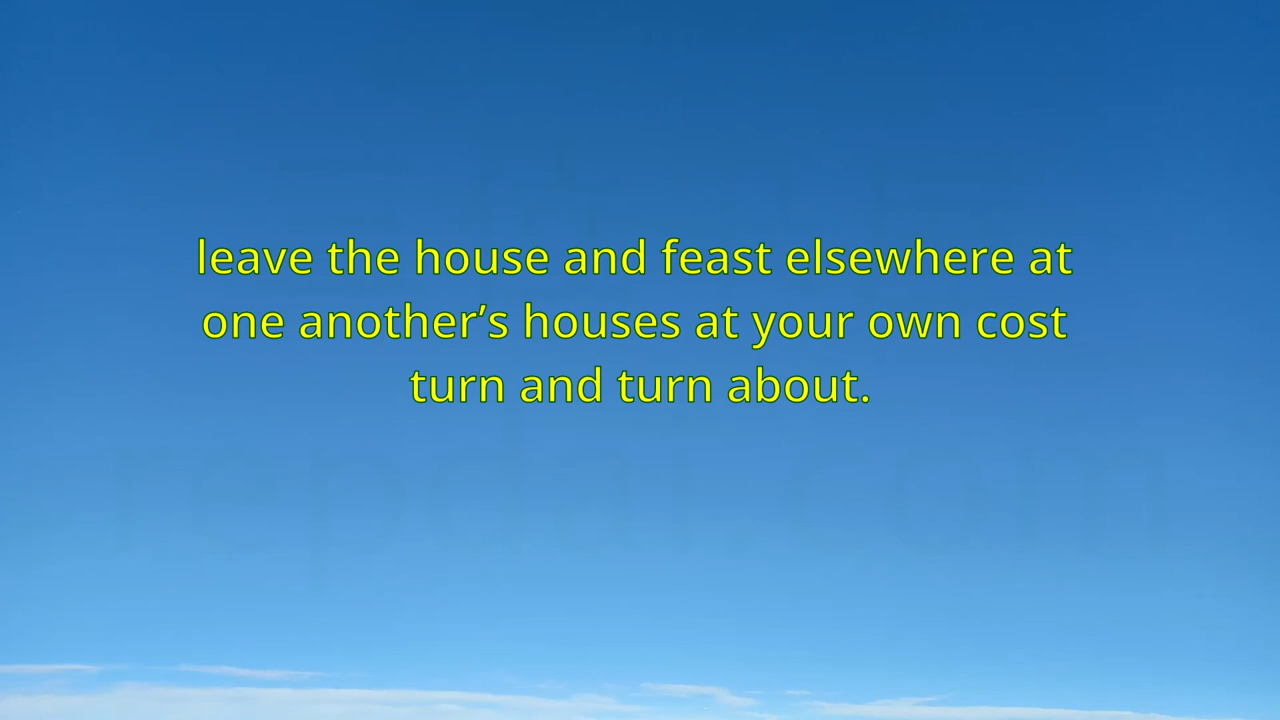 leave the house and feast elsewhere at
one another’s houses at your own cost
turn and turn about.